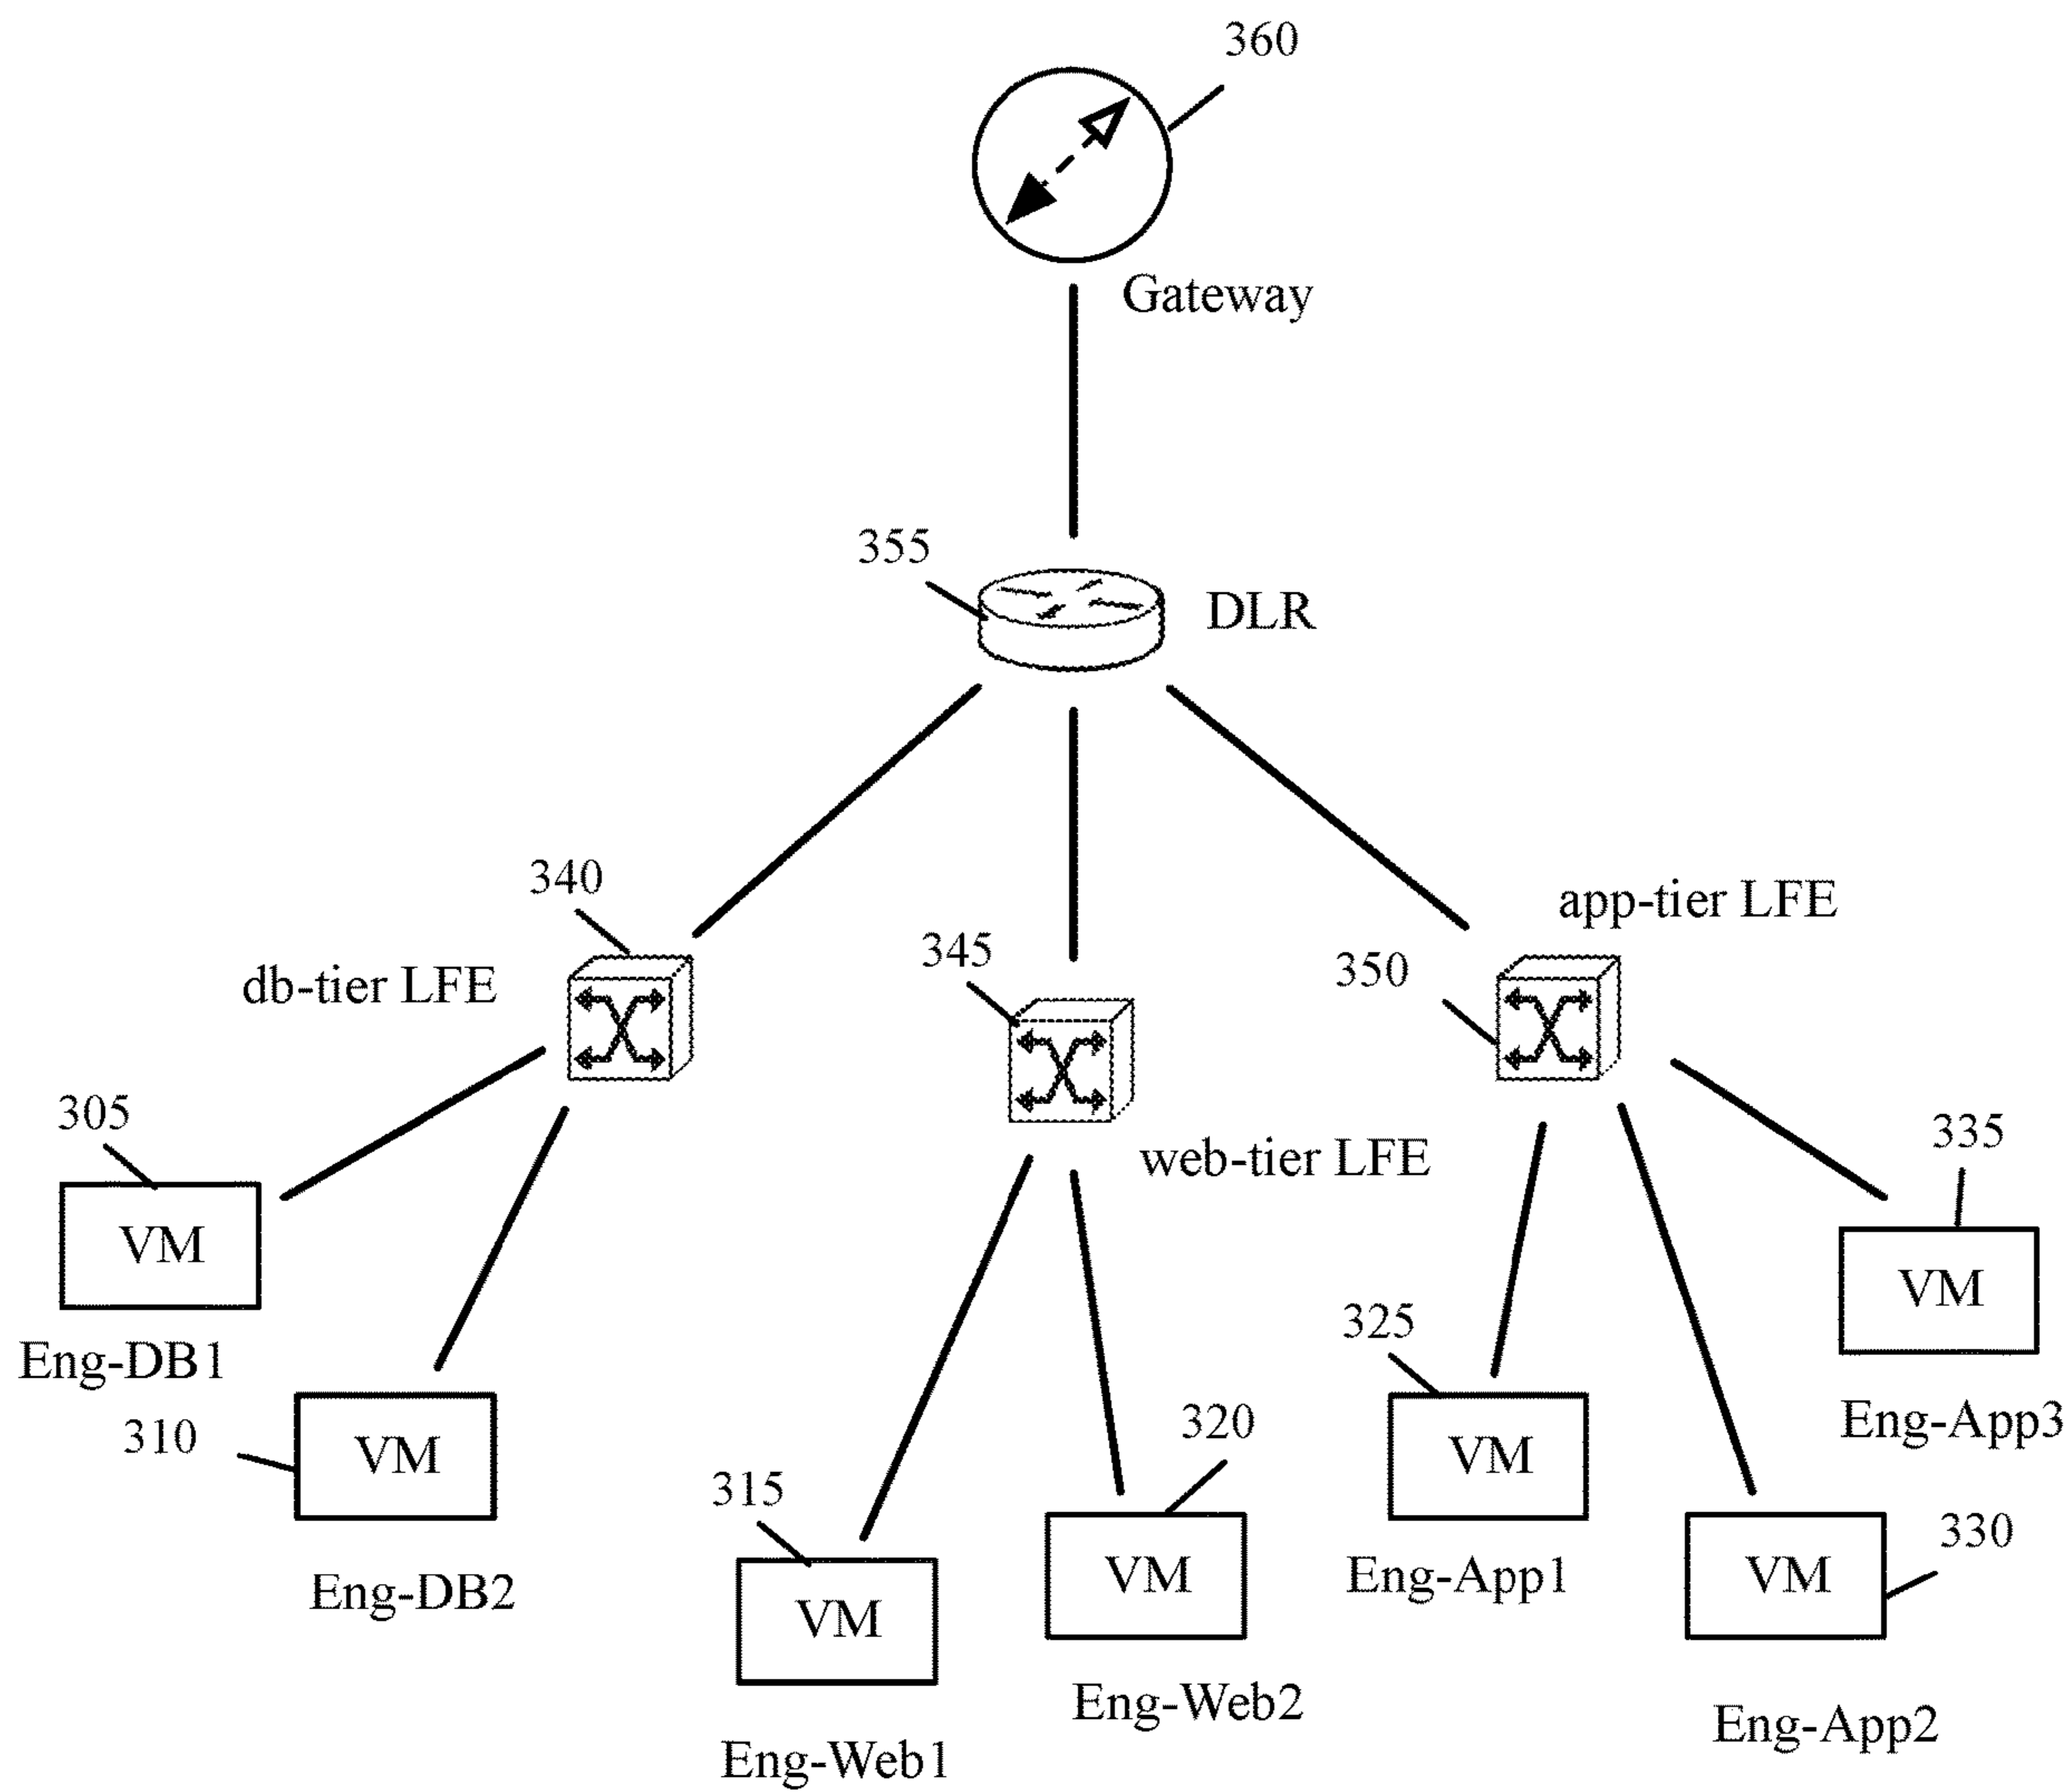 360
Gateway
355
DLR
340
app-tier LFE
345
350
db-tier LFE
305
335
web-tier LFE
VM
VM
325
Eng-DB1
320
Eng-App3
310
VM
VM
315
330
VM
VM
Eng-App1
Eng-DB2
VM
Eng-Web2
Eng-App2
Eng-Web1